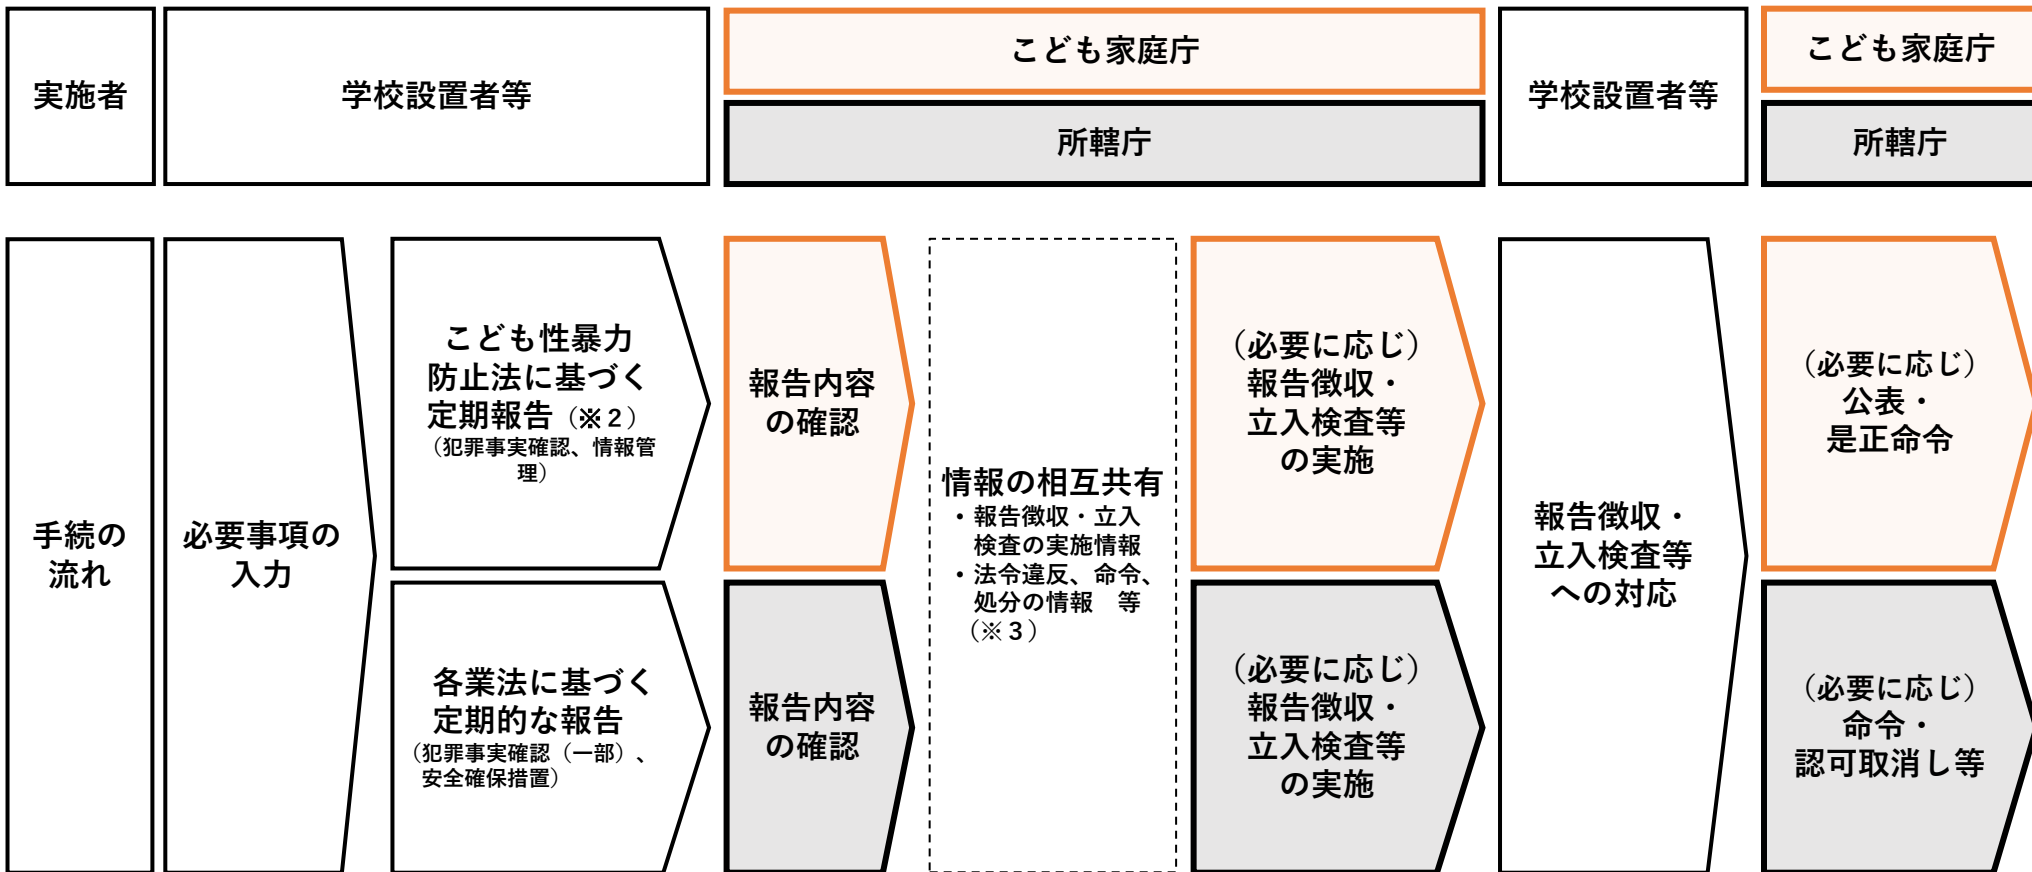 実施者
学校設置者等
こども家庭庁
所轄庁
学校設置者等
こども家庭庁
所轄庁
手続の
流れ
必要事項の
入力
こども性暴力
防止法に基づく
定期報告（※２）
（犯罪事実確認、情報管
理）
各業法に基づく
定期的な報告
（犯罪事実確認（一部）、
安全確保措置）
報告内容
の確認
報告内容
の確認
情報の相互共有
・報告徴収・立入
検査の実施情報
・法令違反、命令、
処分の情報　等
（※３）
（必要に応じ）
報告徴収・
立入検査等
の実施
（必要に応じ）
報告徴収・
立入検査等
の実施
報告徴収・
立入検査等
への対応
（必要に応じ）
公表・
是正命令
（必要に応じ）
命令・
認可取消し等